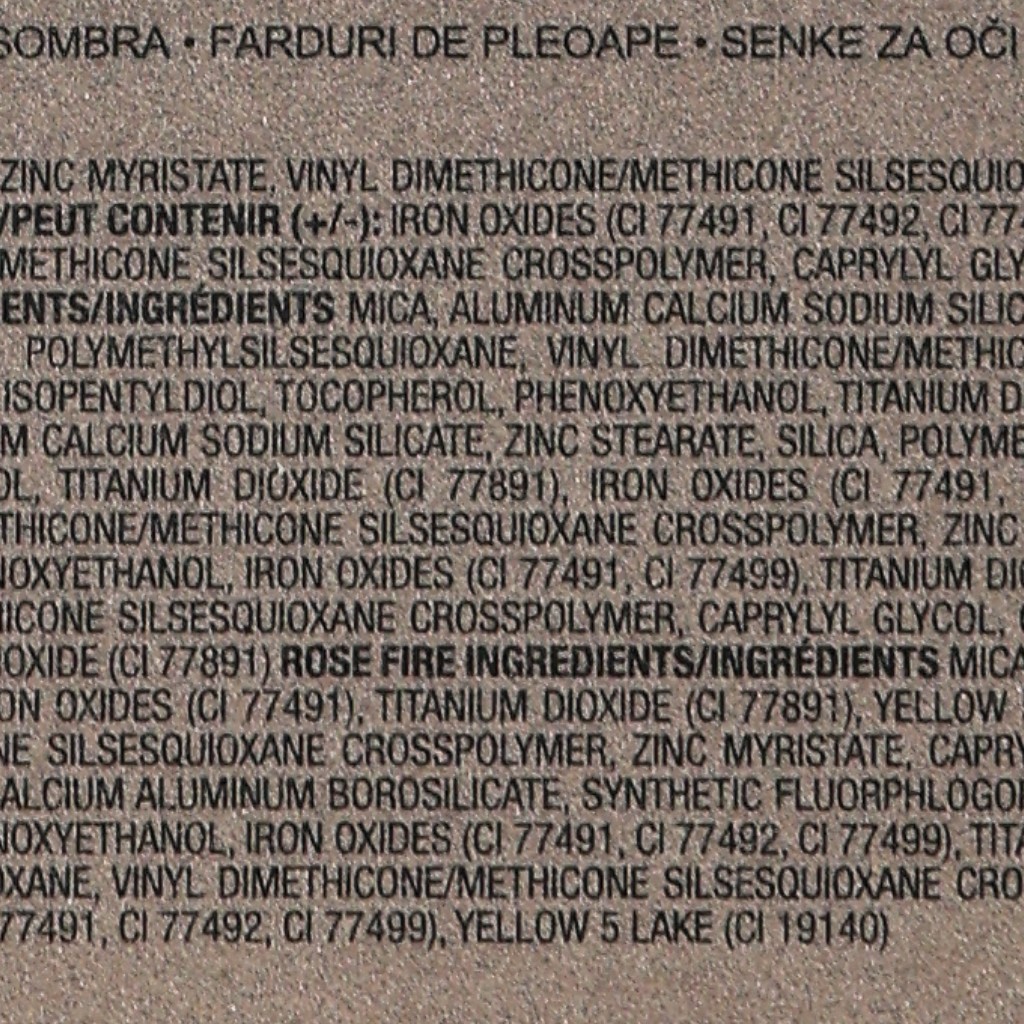 SOMBRA • FARDURI DE PLEOAPE • SENKE ZA OČI
ZINC MYRISTATE, VINYL DIMETHICONE/METHICONE SILSESQUIO
/PEUT CONTENIR (+/-): IRON OXIDES (CI 77491, CI 77492, CI 774
METHICONE SILSESQUIOXANE CROSSPOLYMER, CAPRYLYL GLY
ENTS/INGRÉDIENTS MICA, ALUMINUM CALCIUM SODIUM SILIC
POLYMETHYLSILSESQUIOXANE, VINYL DIMETHICONE/METHIC
ISOPENTYLDIOL, TOCOPHEROL, PHENOXYETHANOL, TITANIUM D
M CALCIUM SODIUM SILICATE, ZINC STEARATE, SILICA, POLYME
OL, TITANIUM DIOXIDE (CI 77891), IRON OXIDES (CI 77491,
THICONE/METHICONE SILSESQUIOXANE CROSSPOLYMER, ZINC
NOXYETHANOL, IRON OXIDES (CI 77491, CI 77499), TITANIUM DIO
HICONE SILSESQUIOXANE CROSSPOLYMER, CAPRYLYL GLYCOL,
OXIDE (CI 77891) ROSE FIRE INGREDIENTS/INGRÉDIENTS MICA
ON OXIDES (CI 77491), TITANIUM DIOXIDE (CI 77891), YELLOW
NE SILSESQUIOXANE CROSSPOLYMER, ZINC MYRISTATE, CAPRY
ALCIUM ALUMINUM BOROSILICATE, SYNTHETIC FLUORPHLOGO
NOXYETHANOL, IRON OXIDES (CI 77491, CI 77492, CI 77499), TITA
OXANE, VINYL DIMETHICONE/METHICONE SILSESQUIOXANE CRO
77491, CI 77492, CI 77499), YELLOW 5 LAKE (CI 19140)